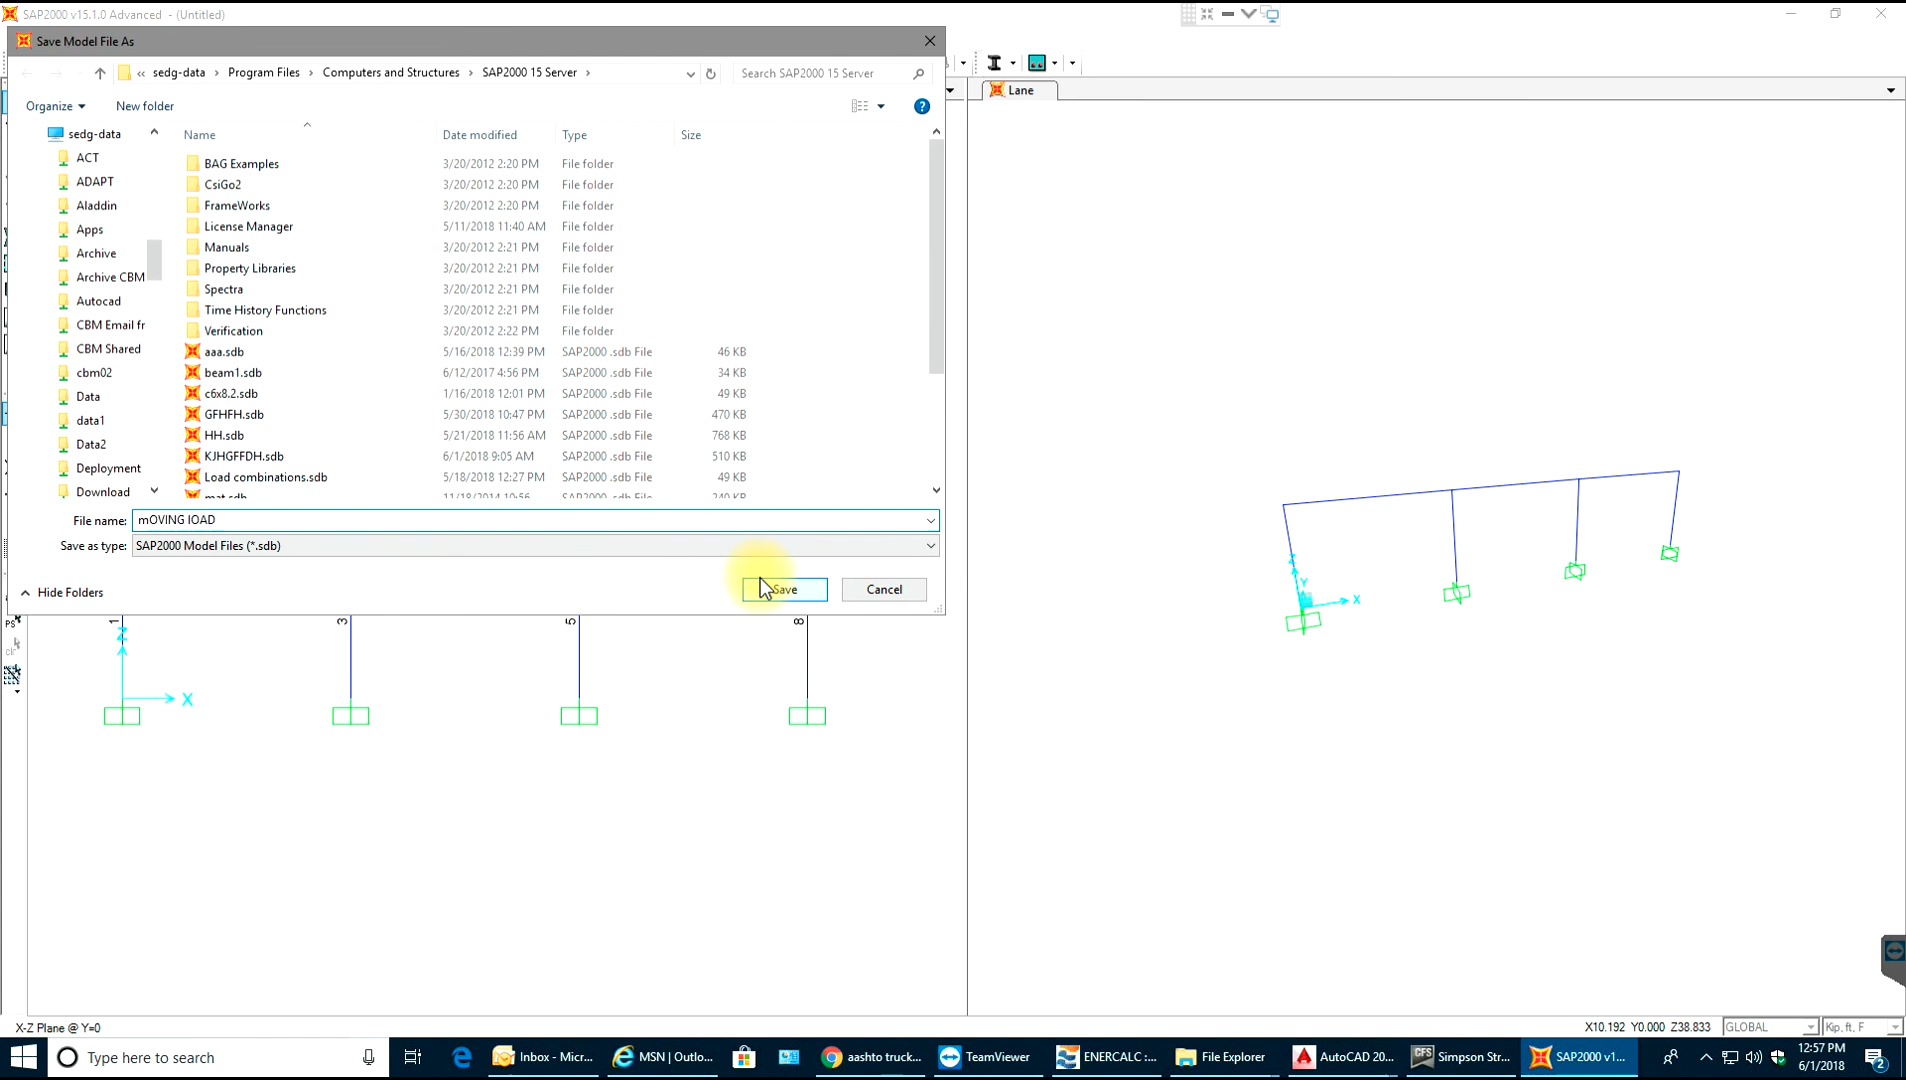 SAP2000 v15.1.0 Advanced - (Untitled)
Save Model File As
« sedg-data › Program Files › Computers and Structures › SAP2000 15 Server ›
Search SAP2000 15 Server
Lane
Organize
New folder
Name Date modified Type Size
sedg-data
ACT
ADAPT
Aladdin
Apps
Archive
Archive CBM
Autocad
CBM Email fr
CBM Shared
cbm02
Data
data1
Data2
Deployment
Download
BAG Examples 3/20/2012 2:20 PM File folder
CsiGo2 3/20/2012 2:20 PM File folder
FrameWorks 3/20/2012 2:20 PM File folder
License Manager 5/11/2018 11:40 AM File folder
Manuals 3/20/2012 2:21 PM File folder
Property Libraries 3/20/2012 2:21 PM File folder
Spectra 3/20/2012 2:21 PM File folder
Time History Functions 3/20/2012 2:21 PM File folder
Verification 3/20/2012 2:22 PM File folder
aaa.sdb 5/16/2018 12:39 PM SAP2000 .sdb File 46 KB
beam1.sdb 6/12/2017 4:56 PM SAP2000 .sdb File 34 KB
c6x8.2.sdb 1/16/2018 12:01 PM SAP2000 .sdb File 49 KB
GFHFH.sdb 5/30/2018 10:47 PM SAP2000 .sdb File 470 KB
HH.sdb 5/21/2018 11:56 AM SAP2000 .sdb File 768 KB
KJHGFFDH.sdb 6/1/2018 9:05 AM SAP2000 .sdb File 510 KB
Load combinations.sdb 5/18/2018 12:27 PM SAP2000 .sdb File 49 KB
File name: mOVING lOAD
Save as type: SAP2000 Model Files (*.sdb)
Hide Folders
Save
Cancel
1 3 5 8
Z
X
Z
Y
X
X-Z Plane @ Y=0
X10.192 Y0.000 Z38.833
GLOBAL
Kip, ft, F
Type here to search
Inbox - Micr...
MSN | Outlo...
aashto truck...
TeamViewer
ENERCALC :...
File Explorer
AutoCAD 20...
CFS
Simpson Str...
SAP2000 v1...
12:57 PM
6/1/2018
2